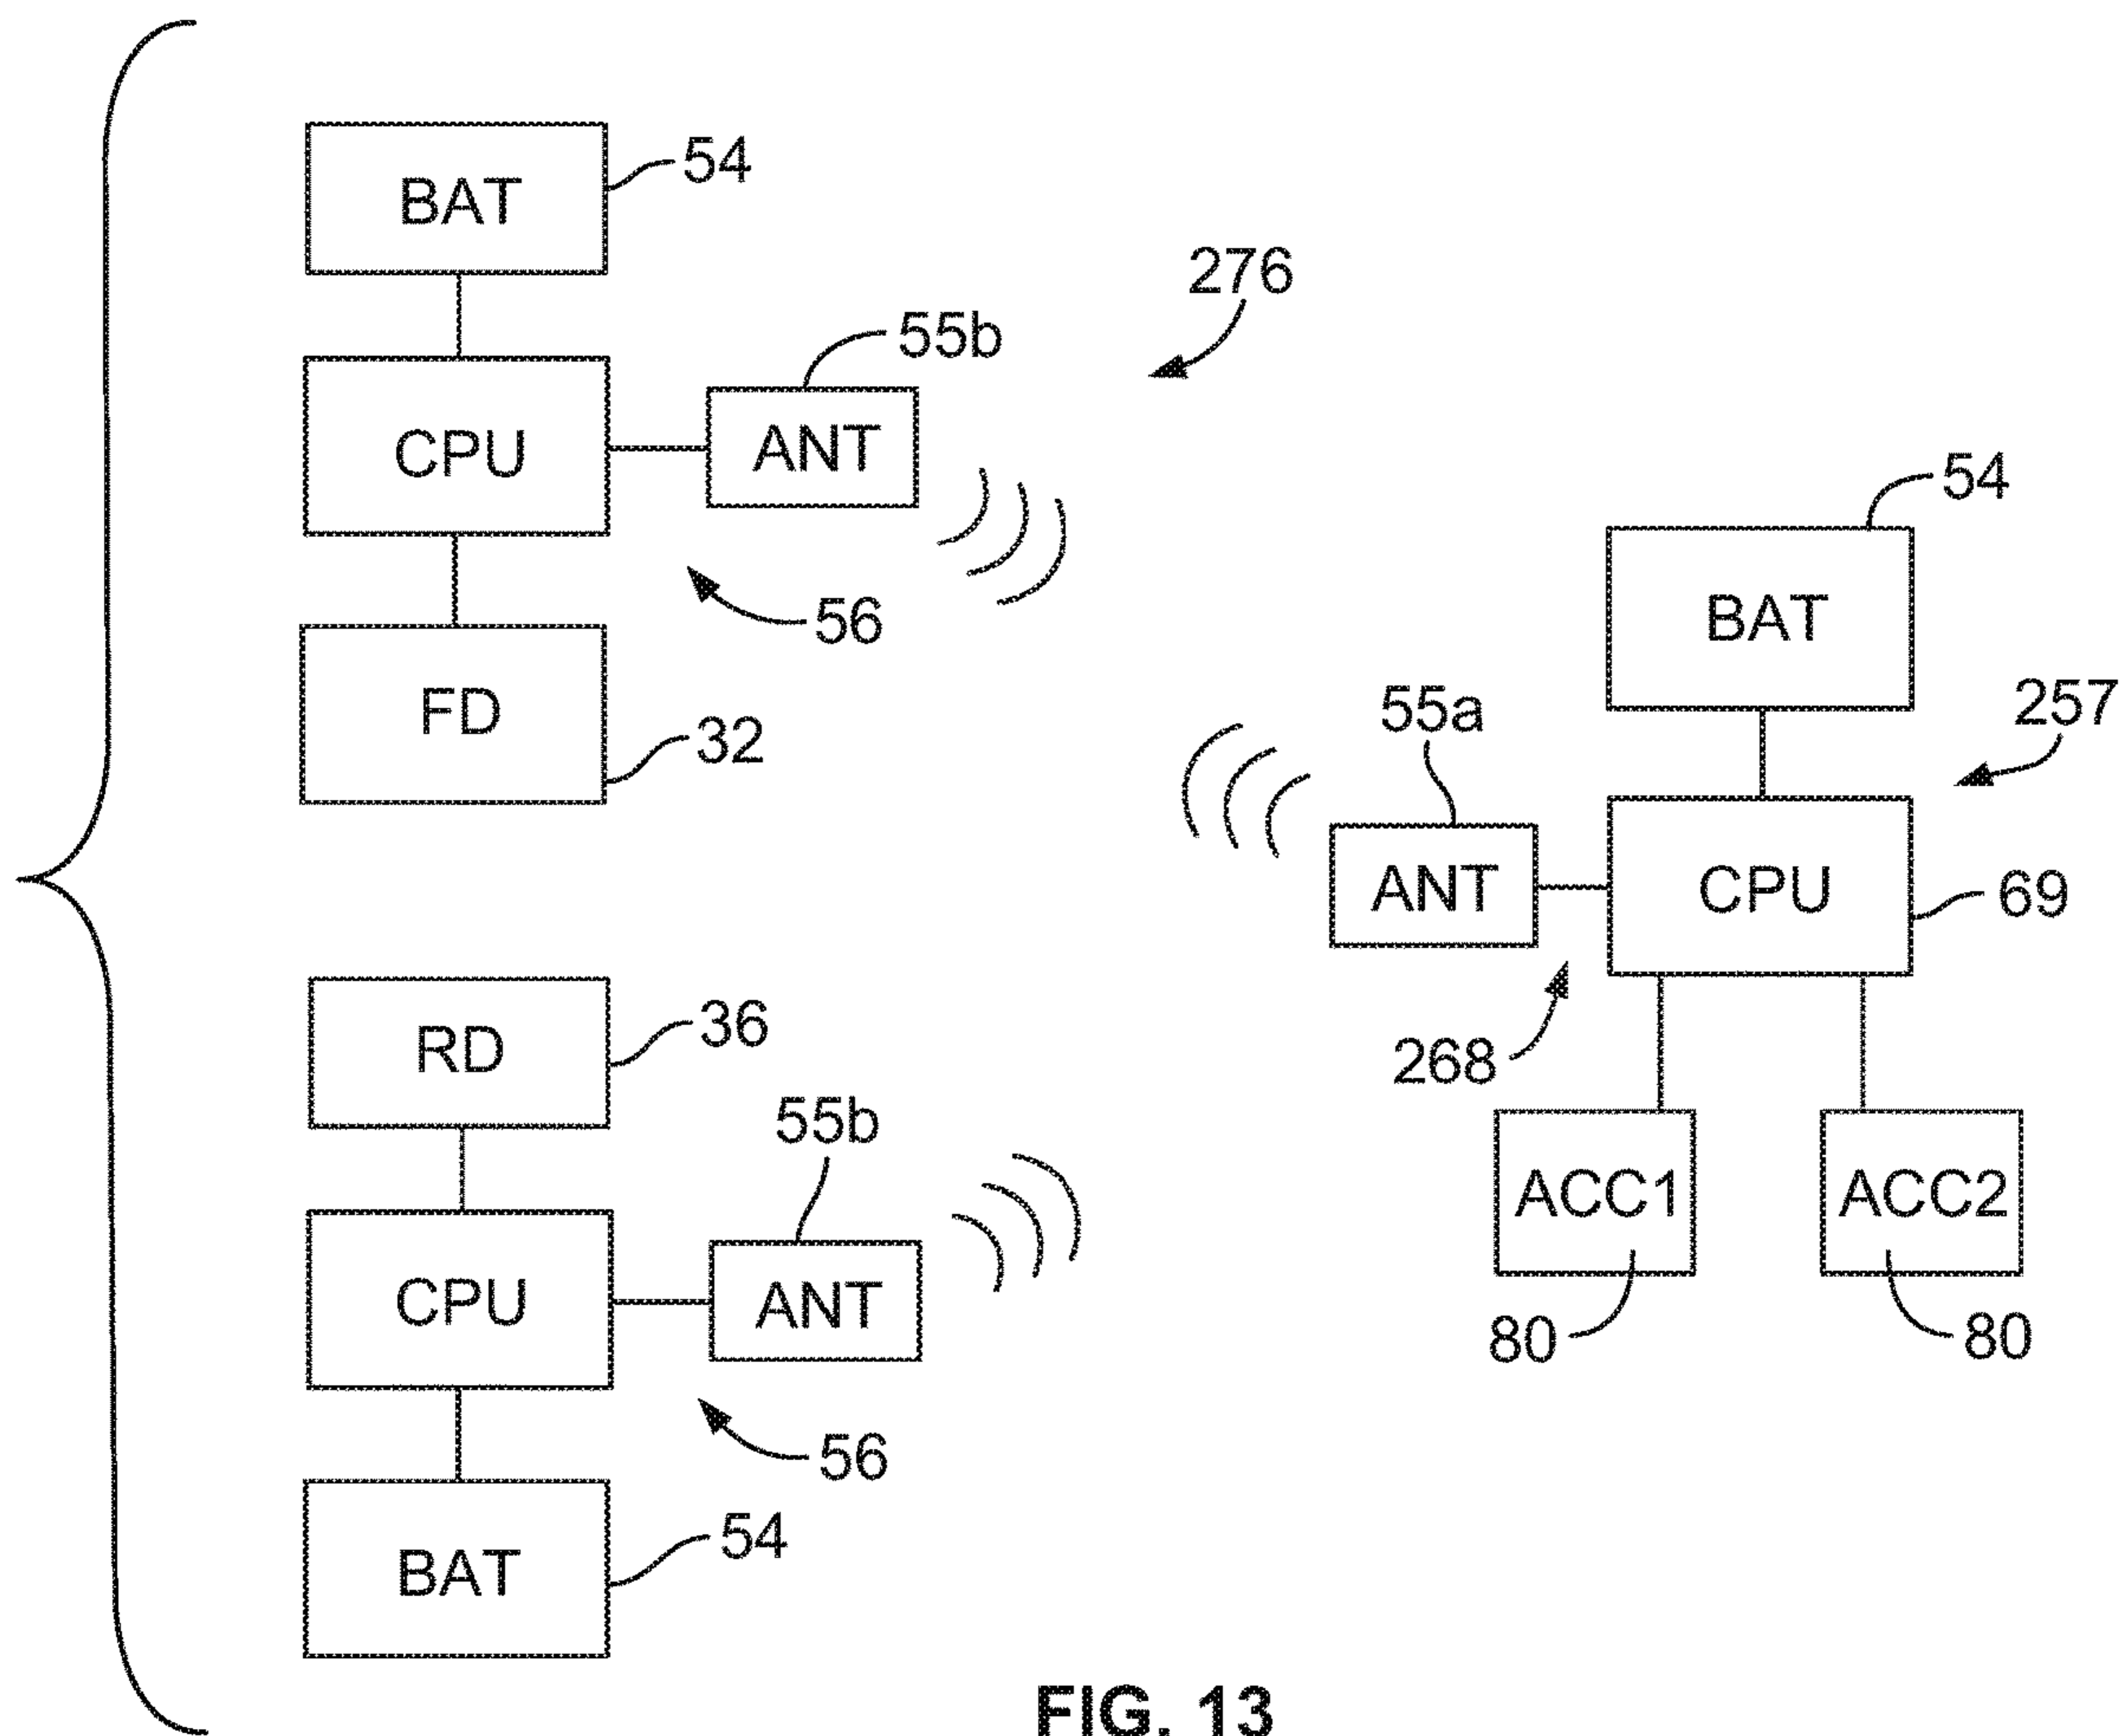 BAT
54
276
55b
CPU
ANT
54
56
BAT
FD
32
55a
257
ANT
CPU
69
RD
36
268
55b
ACC1
ACC2
CPU
ANT
80
80
56
54
BAT
FIG. 13